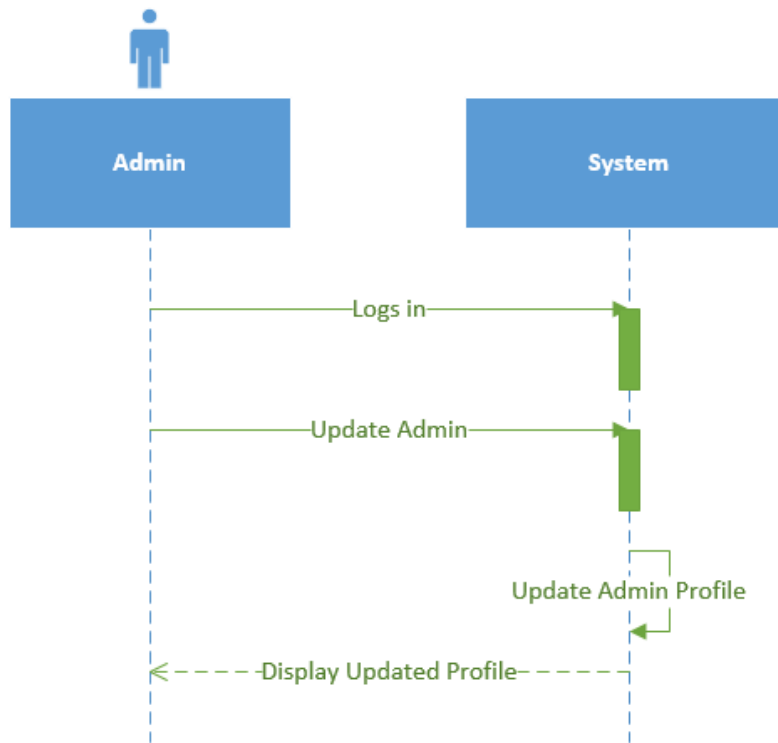 Admin
System
Logs in
Update Admin
Update Admin Profile
Display Updated Profile